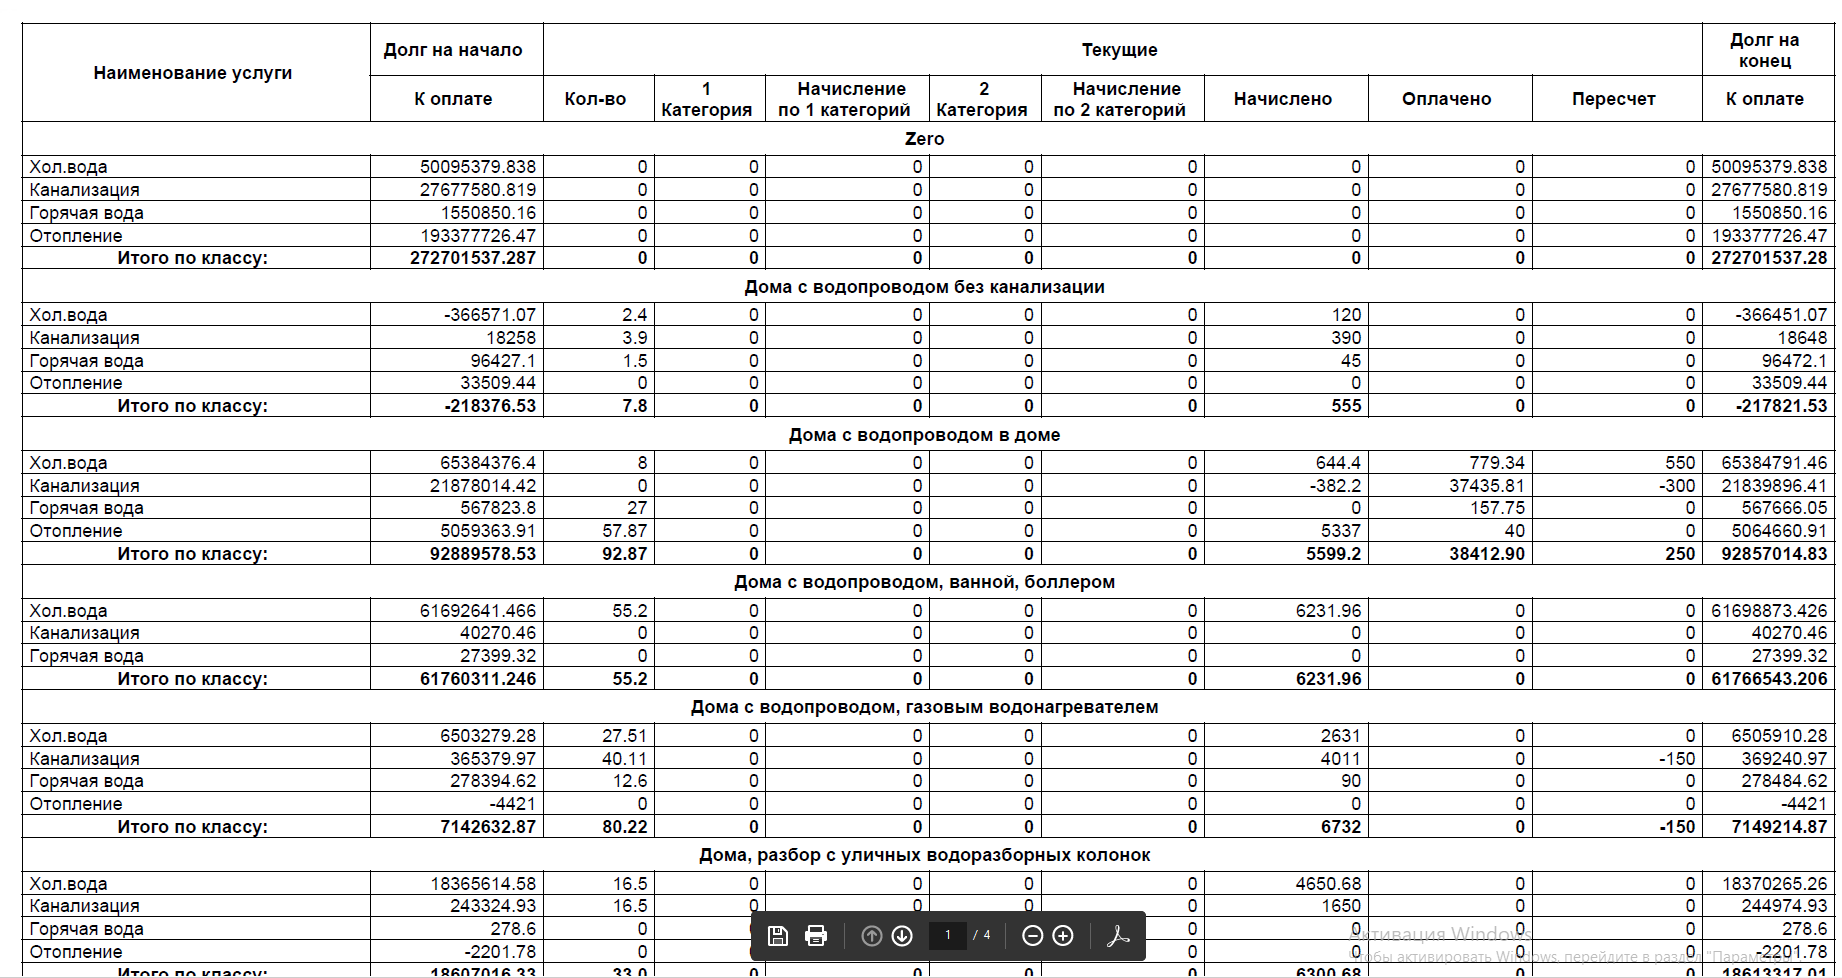 Наименование услуги Долг на начало Текущие Долг на конец
К оплате Кол-во 1 Категория Начисление по 1 категорий 2 Категория Начисление по 2 категорий Начислено Оплачено Пересчет К оплате
Zero
Хол.вода 50095379.838 0 0 0 0 0 0 0 0 50095379.838
Канализация 27677580.819 0 0 0 0 0 0 0 0 27677580.819
Горячая вода 1550850.16 0 0 0 0 0 0 0 0 1550850.16
Отопление 193377726.47 0 0 0 0 0 0 0 0 193377726.47
Итого по классу: 272701537.287 0 0 0 0 0 0 0 0 272701537.28
Дома с водопроводом без канализации
Хол.вода -366571.07 2.4 0 0 0 0 120 0 0 -366451.07
Канализация 18258 3.9 0 0 0 0 390 0 0 18648
Горячая вода 96427.1 1.5 0 0 0 0 45 0 0 96472.1
Отопление 33509.44 0 0 0 0 0 0 0 0 33509.44
Итого по классу: -218376.53 7.8 0 0 0 0 555 0 0 -217821.53
Дома с водопроводом в доме
Хол.вода 65384376.4 8 0 0 0 0 644.4 779.34 550 65384791.46
Канализация 21878014.42 0 0 0 0 0 -382.2 37435.81 -300 21839896.41
Горячая вода 567823.8 27 0 0 0 0 0 157.75 0 567666.05
Отопление 5059363.91 57.87 0 0 0 0 5337 40 0 5064660.91
Итого по классу: 92889578.53 92.87 0 0 0 0 5599.2 38412.90 250 92857014.83
Дома с водопроводом, ванной, боллером
Хол.вода 61692641.466 55.2 0 0 0 0 6231.96 0 0 61698873.426
Канализация 40270.46 0 0 0 0 0 0 0 0 40270.46
Горячая вода 27399.32 0 0 0 0 0 0 0 0 27399.32
Итого по классу: 61760311.246 55.2 0 0 0 0 6231.96 0 0 61766543.206
Дома с водопроводом, газовым водонагревателем
Хол.вода 6503279.28 27.51 0 0 0 0 2631 0 0 6505910.28
Канализация 365379.97 40.11 0 0 0 0 4011 0 -150 369240.97
Горячая вода 278394.62 12.6 0 0 0 0 90 0 0 278484.62
Отопление -4421 0 0 0 0 0 0 0 0 -4421
Итого по классу: 7142632.87 80.22 0 0 0 0 6732 0 -150 7149214.87
Дома, разбор с уличных водоразборных колонок
Хол.вода 18365614.58 16.5 0 0 0 0 4650.68 0 0 18370265.26
Канализация 243324.93 16.5 0 0 0 0 1650 0 0 244974.93
Горячая вода 278.6 0 0 0 0 0 278.6
Отопление -2201.78 0 0 0 0 0 -2201.78
Итого по классу: 18607016.33 33.0 0 6300.68 0 0 18613317.01
1 / 4
Активация Windows
Чтобы активировать Windows, перейдите в раздел "Параметры".